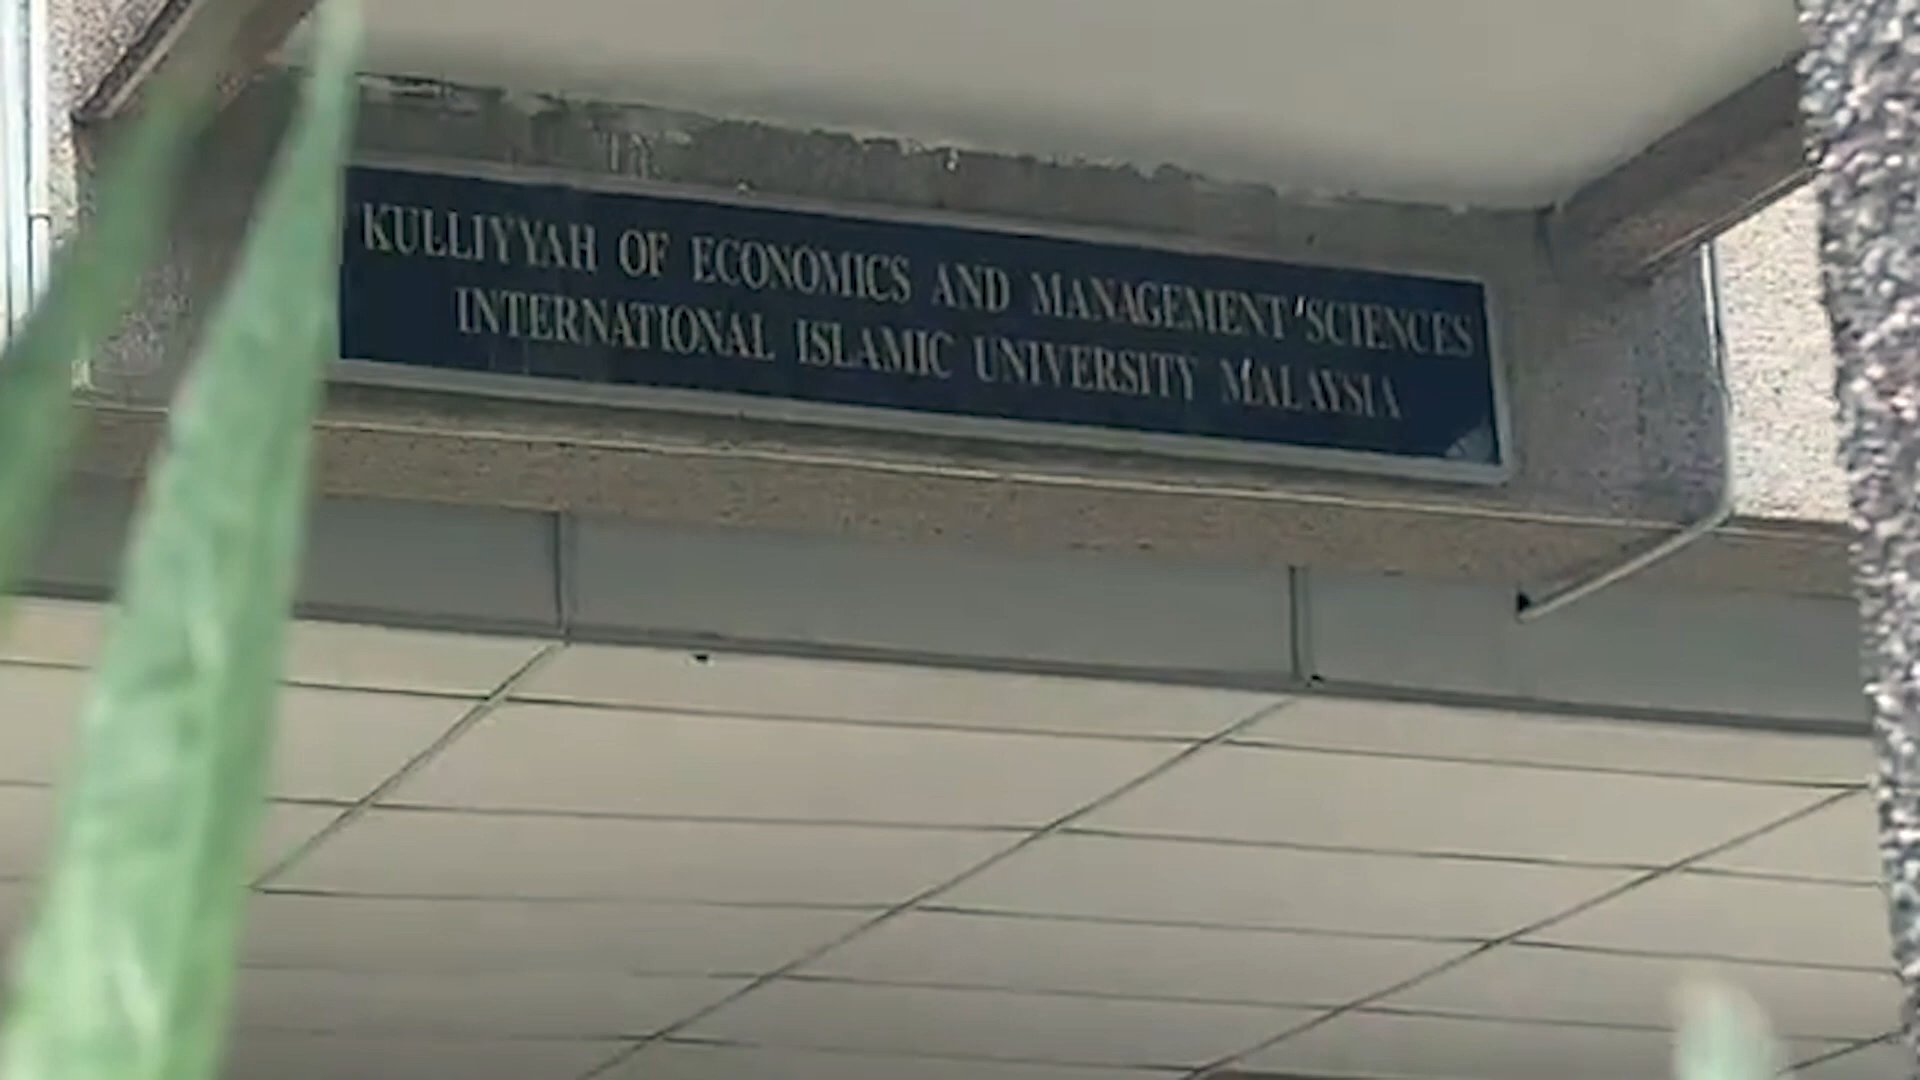 KULLIYYAH OF ECONOMICS AND MANAGEMENT SCIENCES
INTERNATIONAL ISLAMIC UNIVERSITY MALAYSIA